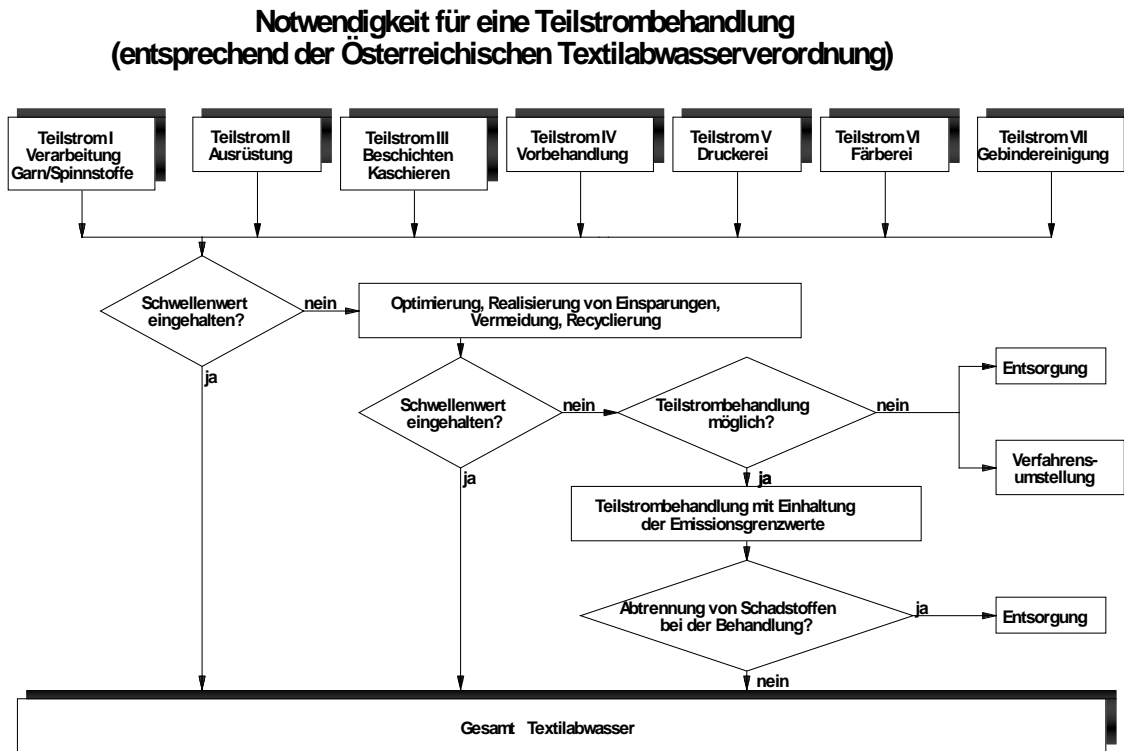 Notwendigkeit für eine Teilstrombehandlung
(entsprechend der Österreichischen Textilabwasserverordnung)
Teilstrom I
Verarbeitung
Garn/Spinnstoffe
Teilstrom II
Ausrüstung
Teilstrom III
Beschichten
Kaschieren
Teilstrom IV
Vorbehandlung
Teilstrom V
Druckerei
Teilstrom VI
Färberei
Teilstrom VII
Gebindereinigung
Schwellenwert
eingehalten?
nein
Optimierung, Realisierung von Einsparungen,
Vermeidung, Recyclierung
ja
Schwellenwert
eingehalten?
nein
Teilstrombehandlung
möglich?
nein
Entsorgung
Verfahrens-
umstellung
ja
ja
Teilstrombehandlung mit Einhaltung
der Emissionsgrenzwerte
Abtrennung von Schadstoffen
bei der Behandlung?
ja
Entsorgung
nein
Gesamt Textilabwasser